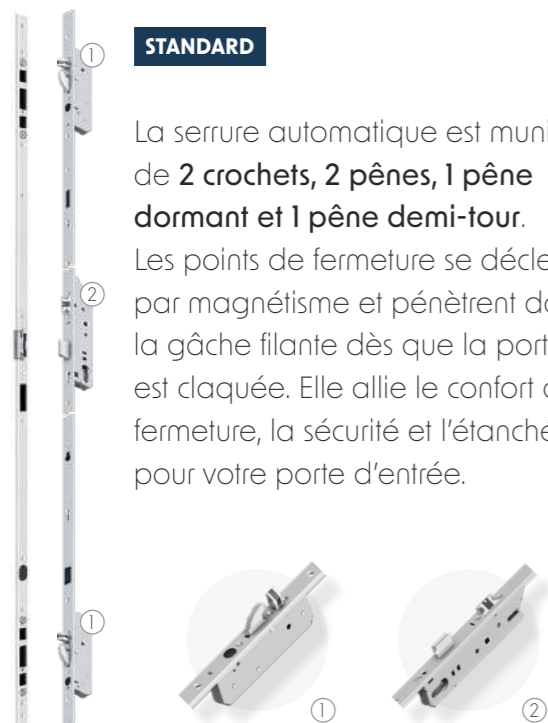 ①
STANDARD
La serrure automatique est muni
de 2 crochets, 2 pênes, 1 pêne
dormant et 1 pêne demi-tour.
Les points de fermeture se décle
②
par magnétisme et pénètrent do
la gâche filante dès que la port
est claquée. Elle allie le confort
fermeture, la sécurité et l’étanche
pour votre porte d’entrée.
①
①
②